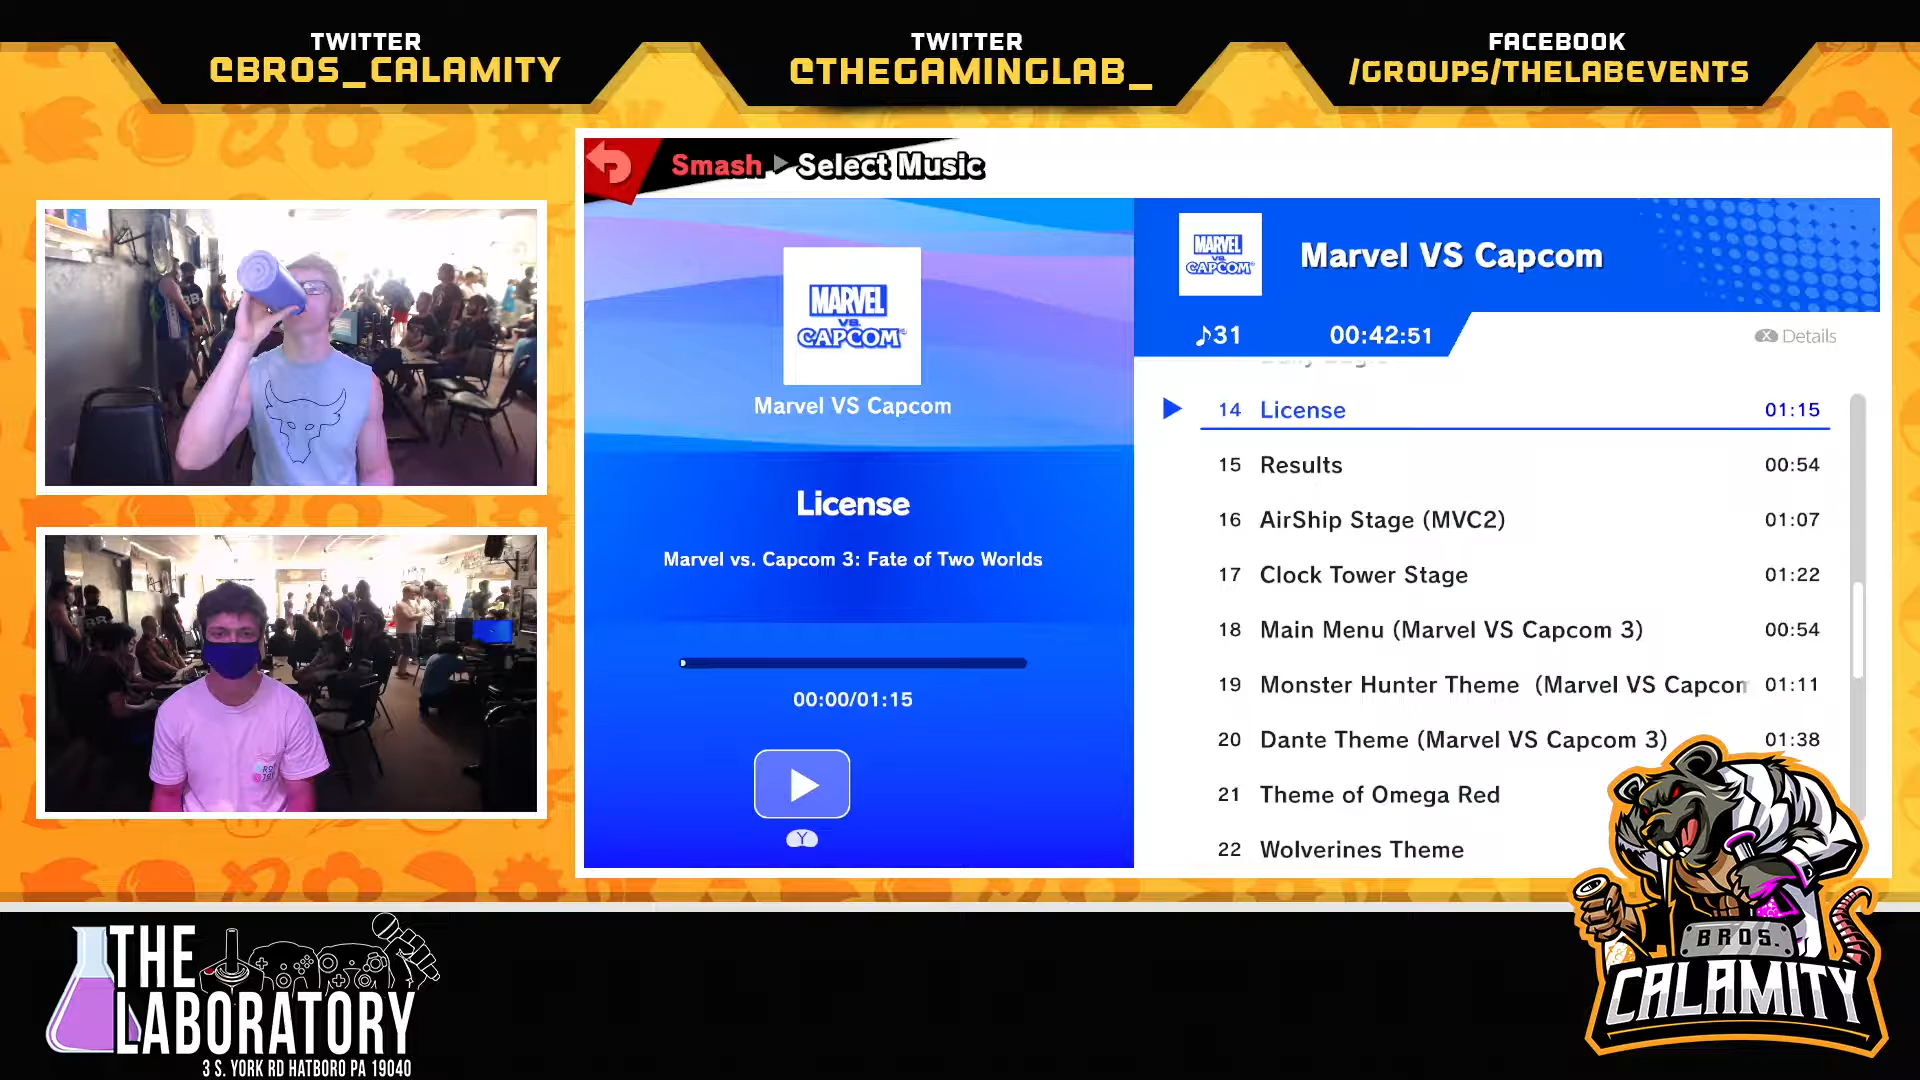 TWITTER
@BROS_CALAMITY
TWITTER
@THEGAMINGLAB_
FACEBOOK
/GROUPS/THELABEVENTS
Smash
Select Music
MARVEL
VS.
CAPCOM
Marvel VS Capcom
License
Marvel vs. Capcom 3: Fate of Two Worlds
00:00/01:15
Y
MARVEL
VS.
CAPCOM
Marvel VS Capcom
♪31 00:42:51
X Details
14 License 01:15
15 Results 00:54
16 AirShip Stage (MVC2) 01:07
17 Clock Tower Stage 01:22
18 Main Menu (Marvel VS Capcom 3) 00:54
19 Monster Hunter Theme (Marvel VS Capcom 01:11
20 Dante Theme (Marvel VS Capcom 3) 01:38
21 Theme of Omega Red
22 Wolverines Theme
THE
LABORATORY
3 S. YORK RD HATBORO PA 19040
BROS.
CALAMITY